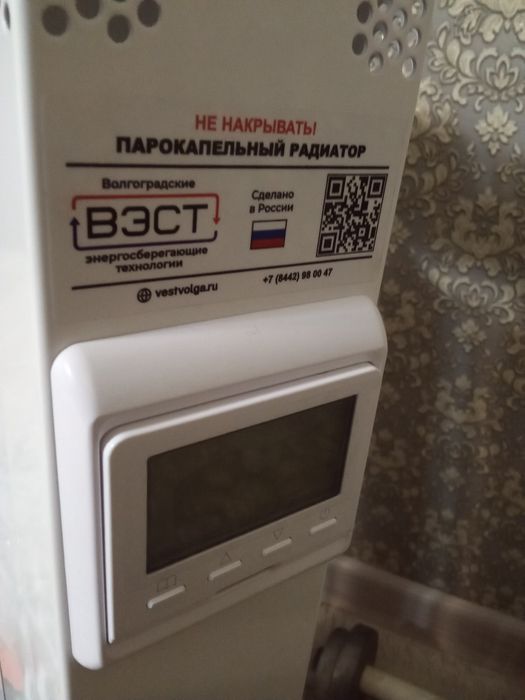 НЕ НАКРЫВАТЬ!
ПАРОКАПЕЛЬНЫЙ РАДИАТОР
Волгоградские
ВЭСТ
энергосберегающие
технологии
vestvolga.ru
Сделано
в России
+7 (8442) 98 00 47